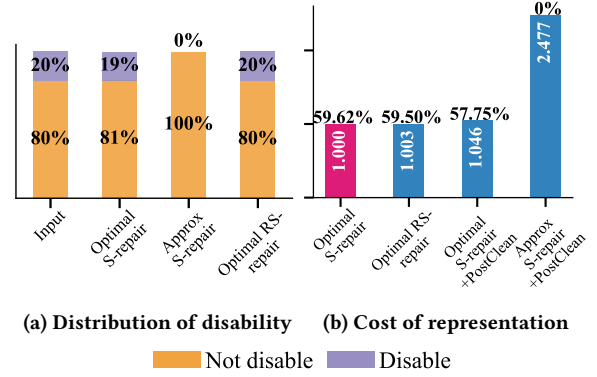 20%
19%
0%
20%
80%
81%
100%
80%
Input
Optimal
S-repair
Approx
S-repair
Optimal RS-
repair
0%
59.62%
59.50%
57.75%
1.000
1.003
1.046
2.477
Optimal
S-repair
Optimal RS-
repair
Optimal
S-repair
+PostClean
Approx
S-repair
+PostClean
(a) Distribution of disability
(b) Cost of representation
Not disable
Disable